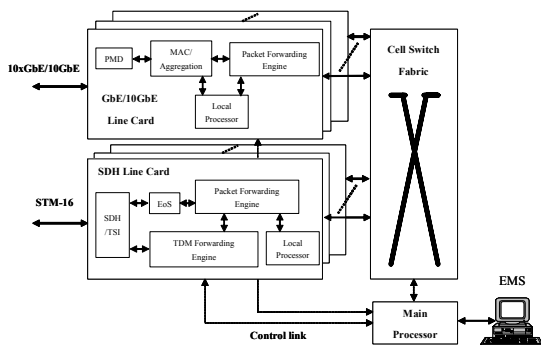 Cell Switch
Fabric
PMD
MAC/
Aggregation
Packet Forwarding
Engine
10xGbE/10GbE
GbE/10GbE
Line Card
Local
Processor
SDH Line Card
STM-16
SDH
/TSI
EoS
Packet Forwarding
Engine
TDM Forwarding
Engine
Local
Processor
EMS
Main
Processor
Control link